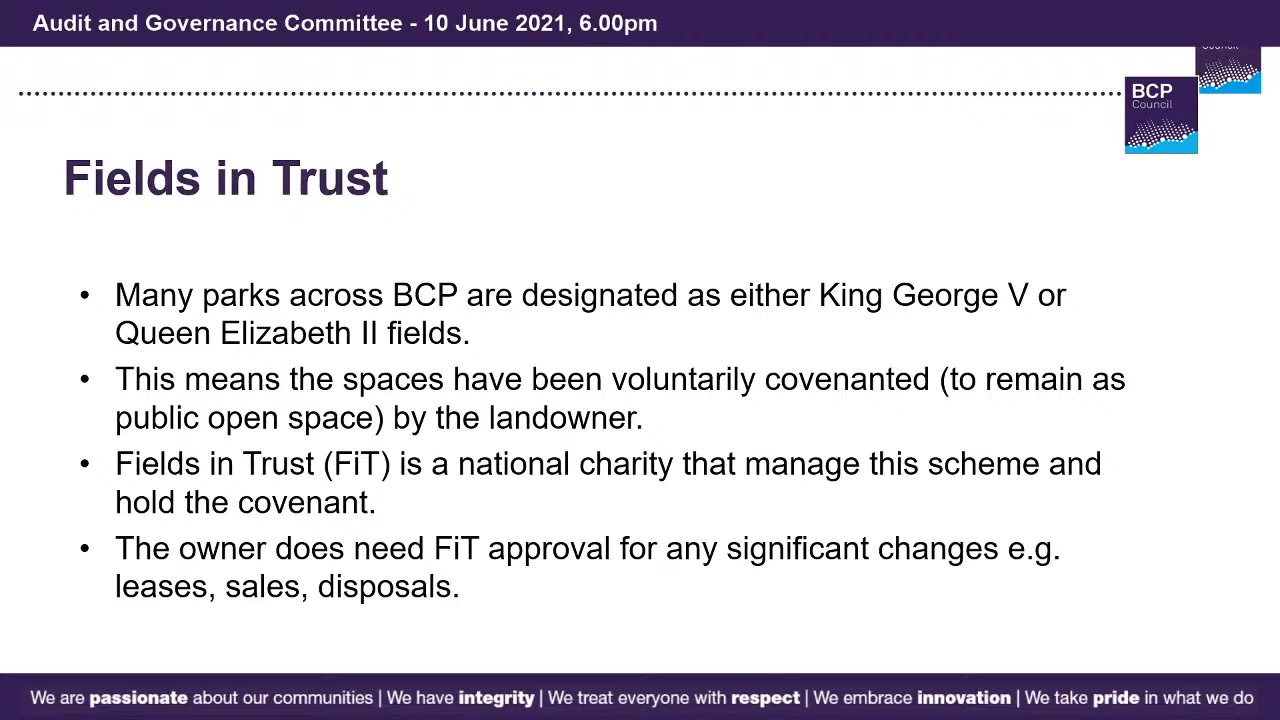 Audit and Governance Committee - 10 June 2021, 6.00pm
Council
BCP
Council
Fields in Trust
• Many parks across BCP are designated as either King George V or
Queen Elizabeth II fields.
• This means the spaces have been voluntarily covenanted (to remain as
public open space) by the landowner.
• Fields in Trust (FiT) is a national charity that manage this scheme and
hold the covenant.
• The owner does need FiT approval for any significant changes e.g.
leases, sales, disposals.
We are passionate about our communities | We have integrity | We treat everyone with respect | We embrace innovation | We take pride in what we do